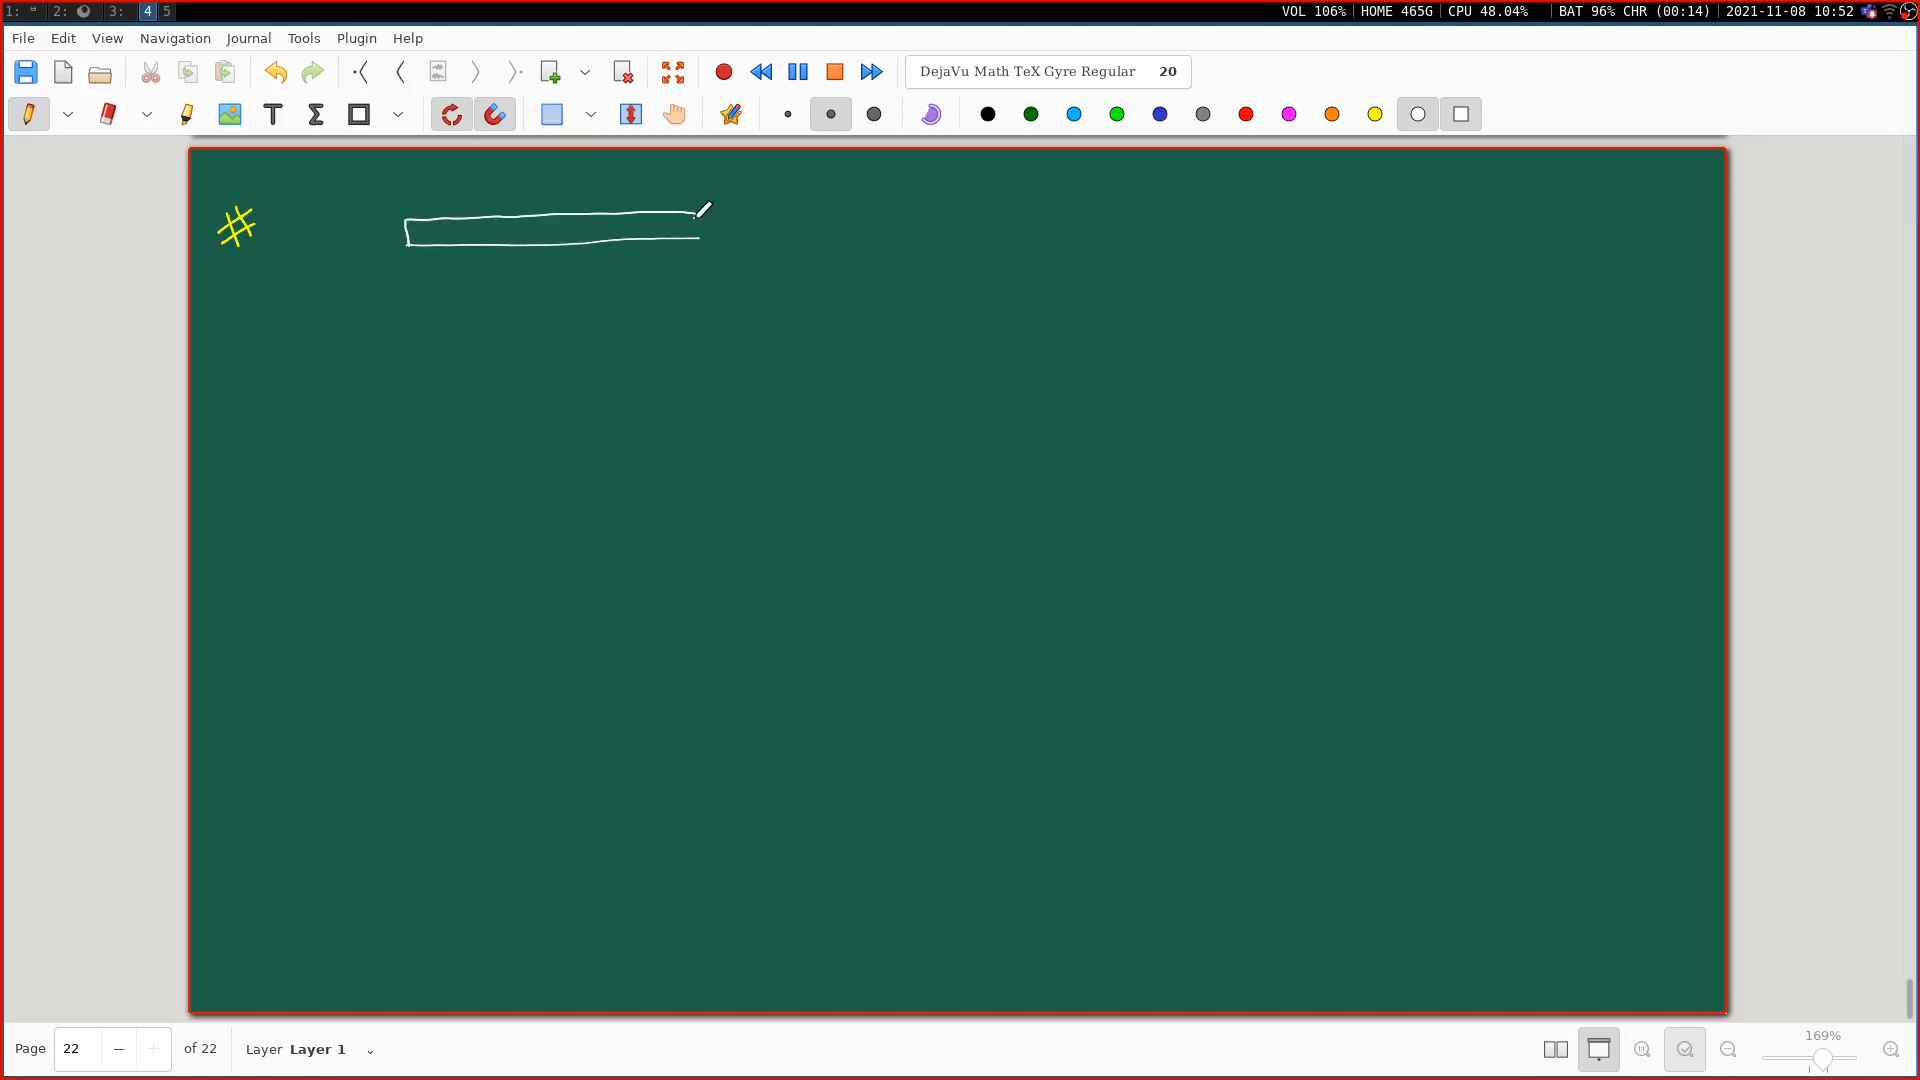 1: 2: 3: 4 5 VOL 106% HOME 465G CPU 48.04% BAT 96% CHR (00:14) 2021-11-08 10:52
File Edit View Navigation Journal Tools Plugin Help
DejaVu Math TeX Gyre Regular 20
T Σ
#
169%
Page 22 of 22 Layer Layer 1